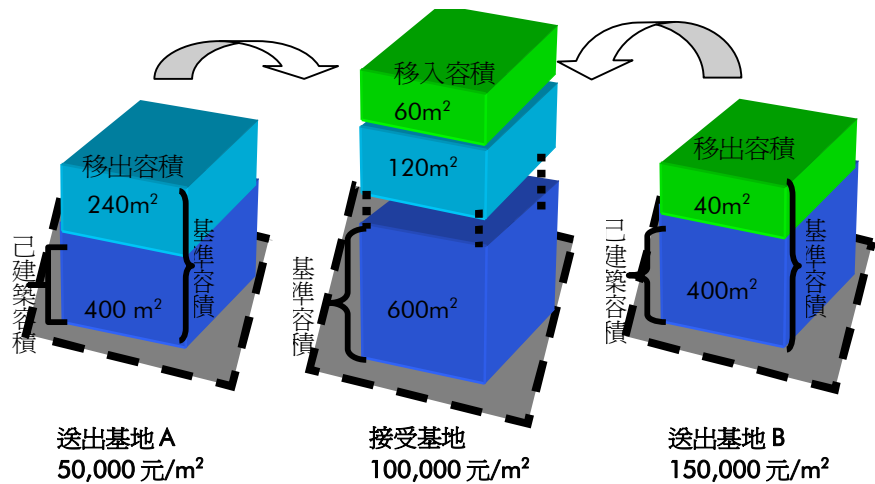 移出容積
240m²
400 m²
己建築容積
基準容積
送出基地 A
50,000 元/m²
移入容積
60m²
120m²
600m²
基準容積
接受基地
100,000 元/m²
移出容積
40m²
400m²
己建築容積
基準容積
送出基地 B
150,000 元/m²